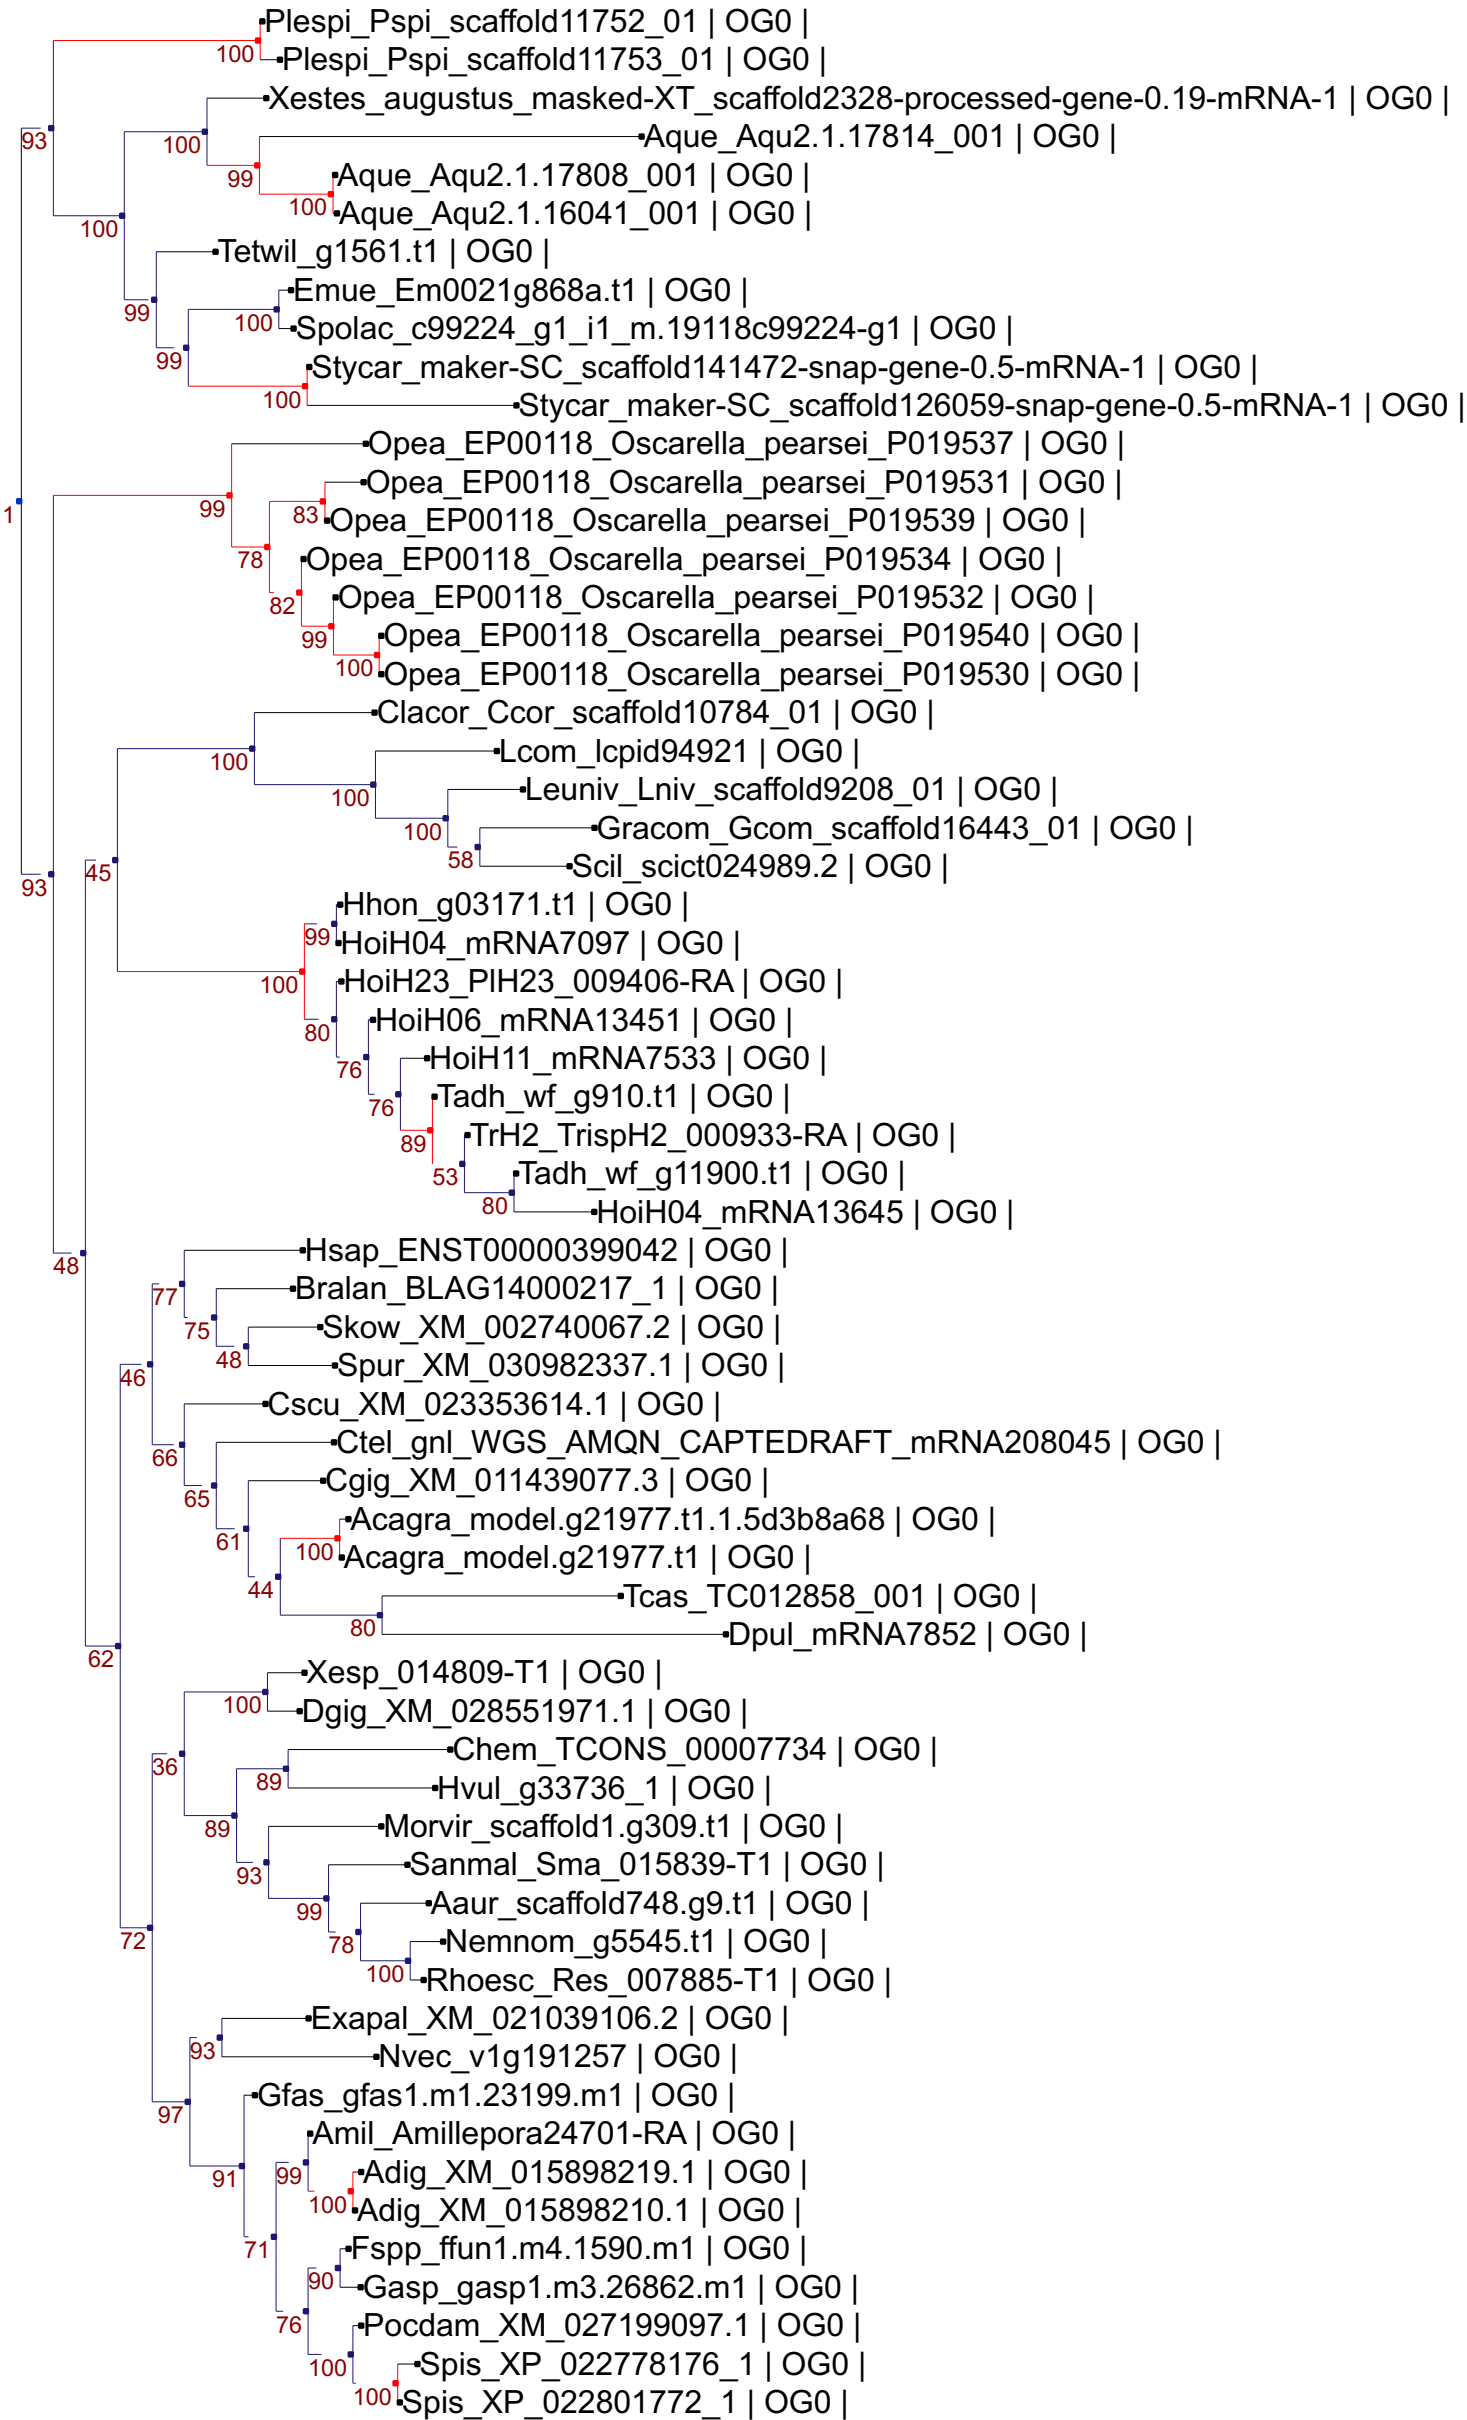 Plespi_Pspi_scaffold11752_01 | OG0 |
100
Plespi_Pspi_scaffold11753_01 | OG0 |
Xestes_augustus_masked-XT_scaffold2328-processed-gene-0.19-mRNA-1 | OG0 |
93
100
Aque_Aqu2.1.17814_001 | OG0 |
99
Aque_Aqu2.1.17808_001 | OG0 |
100
Aque_Aqu2.1.16041_001 | OG0 |
100
Tetwil_g1561.t1 | OG0 |
Emue_Em0021g868a.t1 | OG0 |
99
100
Spolac_c99224_g1_i1_m.19118c99224-g1 | OG0 |
99
Stycar_maker-SC_scaffold141472-snap-gene-0.5-mRNA-1 | OG0 |
100
Stycar_maker-SC_scaffold126059-snap-gene-0.5-mRNA-1 | OG0 |
Opea_EP00118_Oscarella_pearsei_P019537 | OG0 |
Opea_EP00118_Oscarella_pearsei_P019531 | OG0 |
99
1
83
Opea_EP00118_Oscarella_pearsei_P019539 | OG0 |
78
Opea_EP00118_Oscarella_pearsei_P019534 | OG0 |
82
Opea_EP00118_Oscarella_pearsei_P019532 | OG0 |
99
Opea_EP00118_Oscarella_pearsei_P019540 | OG0 |
100
Opea_EP00118_Oscarella_pearsei_P019530 | OG0 |
Clacor_Ccor_scaffold10784_01 | OG0 |
100
Lcom_lcpid94921 | OG0 |
100
Leuniv_Lniv_scaffold9208_01 | OG0 |
100
Gracom_Gcom_scaffold16443_01 | OG0 |
58
Scil_scict024989.2 | OG0 |
45
93
Hhon_g03171.t1 | OG0 |
99
HoiH04_mRNA7097 | OG0 |
100
HoiH23_PlH23_009406-RA | OG0 |
80
HoiH06_mRNA13451 | OG0 |
76
HoiH11_mRNA7533 | OG0 |
76
Tadh_wf_g910.t1 | OG0 |
89
TrH2_TrispH2_000933-RA | OG0 |
53
Tadh_wf_g11900.t1 | OG0 |
80
HoiH04_mRNA13645 | OG0 |
48
Hsap_ENST00000399042 | OG0 |
77
Bralan_BLAG14000217_1 | OG0 |
75
Skow_XM_002740067.2 | OG0 |
48
Spur_XM_030982337.1 | OG0 |
46
Cscu_XM_023353614.1 | OG0 |
66
Ctel_gnl_WGS_AMQN_CAPTEDRAFT_mRNA208045 | OG0 |
65
Cgig_XM_011439077.3 | OG0 |
61
Acagra_model.g21977.t1.1.5d3b8a68 | OG0 |
100
Acagra_model.g21977.t1 | OG0 |
44
Tcas_TC012858_001 | OG0 |
80
Dpul_mRNA7852 | OG0 |
62
Xesp_014809-T1 | OG0 |
100
Dgig_XM_028551971.1 | OG0 |
36
Chem_TCONS_00007734 | OG0 |
89
Hvul_g33736_1 | OG0 |
89
Morvir_scaffold1.g309.t1 | OG0 |
93
Sanmal_Sma_015839-T1 | OG0 |
99
Aaur_scaffold748.g9.t1 | OG0 |
72
78
Nemnom_g5545.t1 | OG0 |
100
Rhoesc_Res_007885-T1 | OG0 |
Exapal_XM_021039106.2 | OG0 |
93
Nvec_v1g191257 | OG0 |
97
Gfas_gfas1.m1.23199.m1 | OG0 |
Amil_Amillepora24701-RA | OG0 |
91
99
Adig_XM_015898219.1 | OG0 |
100
Adig_XM_015898210.1 | OG0 |
71
Fspp_ffun1.m4.1590.m1 | OG0 |
90
Gasp_gasp1.m3.26862.m1 | OG0 |
76
Pocdam_XM_027199097.1 | OG0 |
100
Spis_XP_022778176_1 | OG0 |
100
Spis_XP_022801772_1 | OG0 |